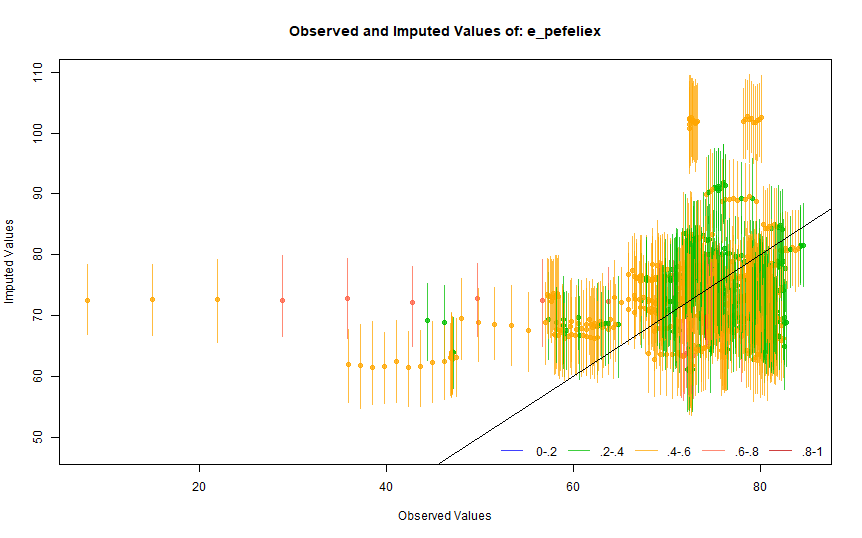 Observed and Imputed Values of: e_pefeliex
Imputed Values
110
100
90
80
70
60
50
0-.2 .2-.4 .4-.6 .6-.8 .8-1
20 40 60 80
Observed Values